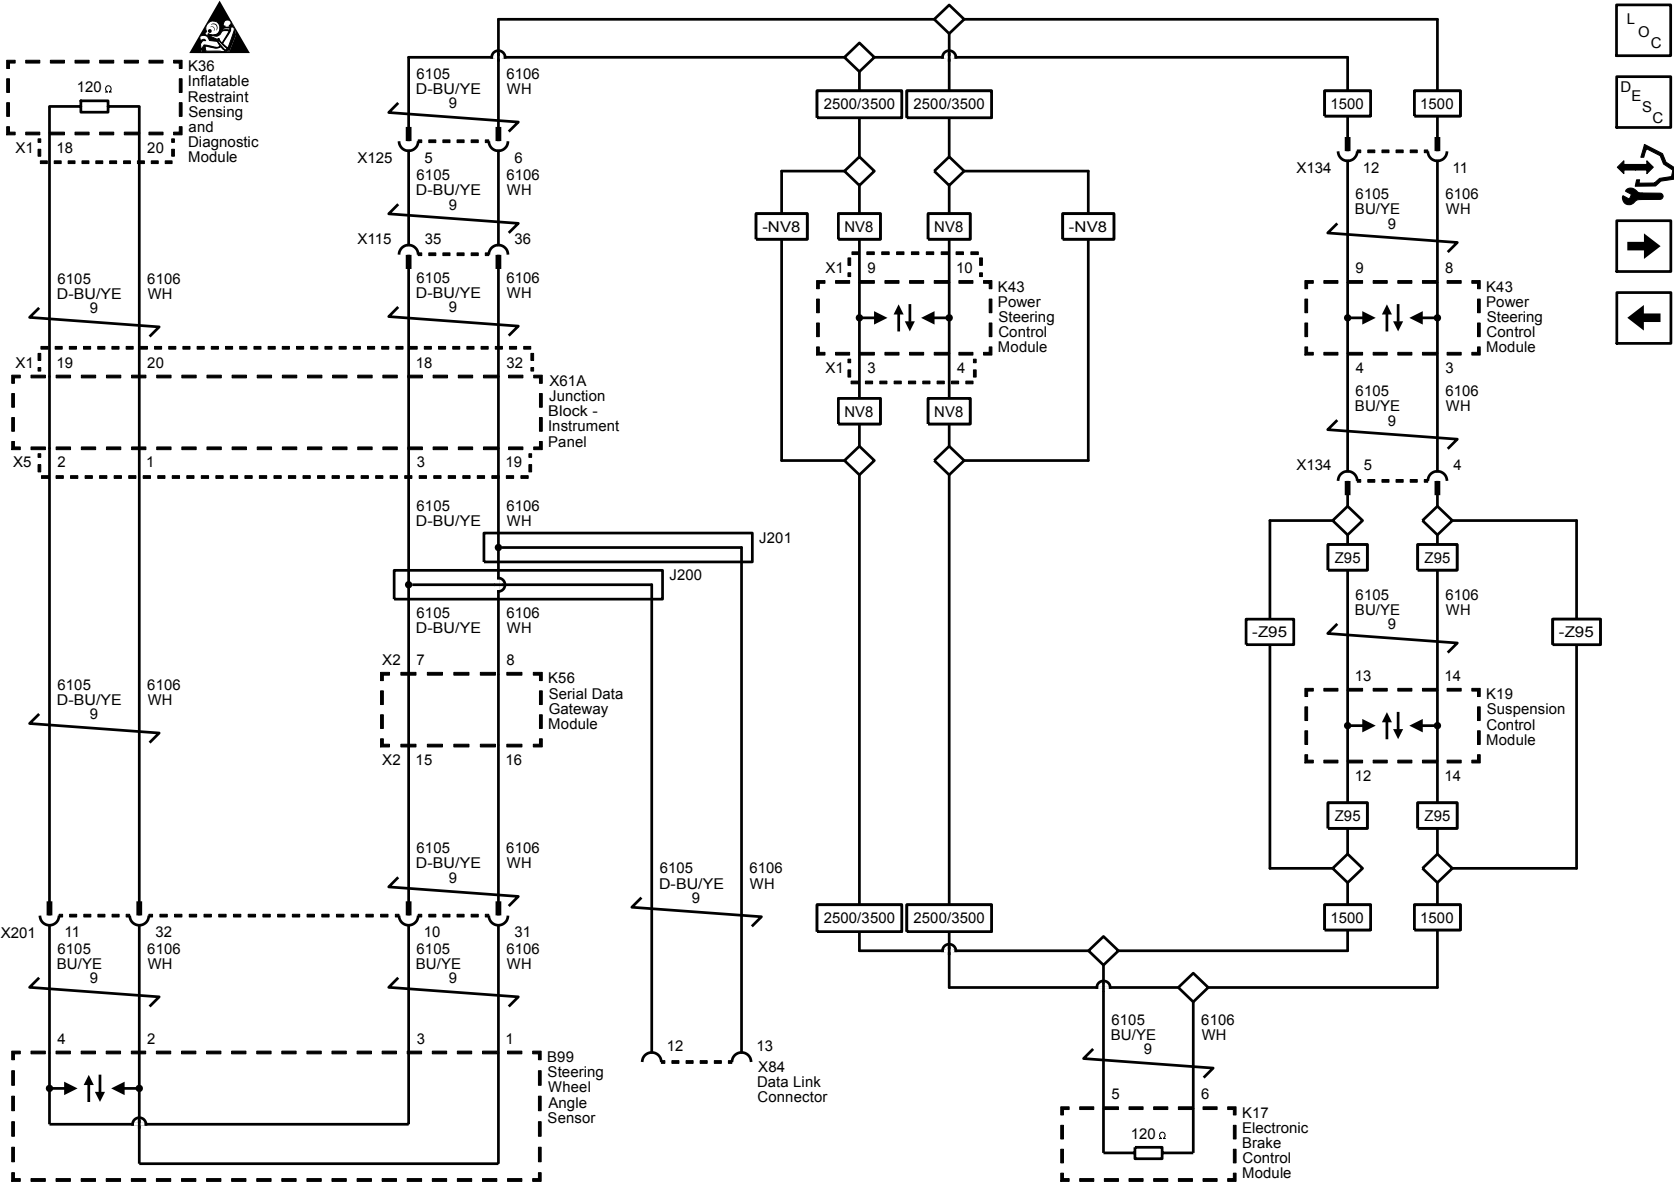 K36
Inflatable
Restraint
Sensing
and
Diagnostic
Module
120 Ω
X1 18 20
6105 D-BU/YE 9
6106 WH
X1 19 20 18 32
X61A
Junction
Block -
Instrument
Panel
X5 2 1 3 19
6105 D-BU/YE 9
6106 WH
X201 11 32 10 31
6105 BU/YE 9
6106 WH
6105 BU/YE 9
6106 WH
4 2 3 1
B99
Steering
Wheel
Angle
Sensor
6105 D-BU/YE 9
6106 WH
X125 5 6
6105 D-BU/YE 9
6106 WH
X115 35 36
6105 D-BU/YE 9
6106 WH
6105 D-BU/YE
6106 WH
J201
J200
6105 D-BU/YE
6106 WH
X2 7 8
K56
Serial Data
Gateway
Module
X2 15 16
6105 D-BU/YE 9
6106 WH
6105 D-BU/YE 9
6106 WH
12 13
X84
Data Link
Connector
2500/3500 2500/3500
-NV8 NV8 NV8 -NV8
X1 9 10
K43
Power
Steering
Control
Module
X1 3 4
NV8 NV8
2500/3500 2500/3500
1500 1500
X134 12 11
6105 BU/YE 9
6106 WH
9 8
K43
Power
Steering
Control
Module
4 3
6105 BU/YE 9
6106 WH
X134 5 4
Z95 Z95
6105 BU/YE 9
6106 WH
-Z95 -Z95
13 14
K19
Suspension
Control
Module
12 14
Z95 Z95
1500 1500
6105 BU/YE 9
6106 WH
5 6
K17
Electronic
Brake
Control
Module
120 Ω
LOC
DESC